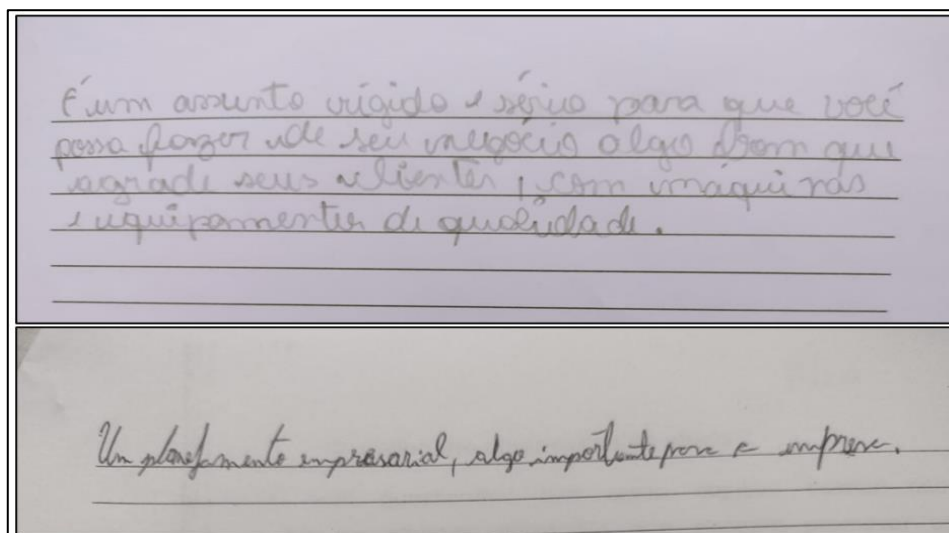 É um assunto rígido e sério para que você
possa fazer de seu negócio algo bom que
agrade seus clientes, com máquinas
e equipamentos de qualidade.
Um planejamento empresarial, algo importante para a empresa.